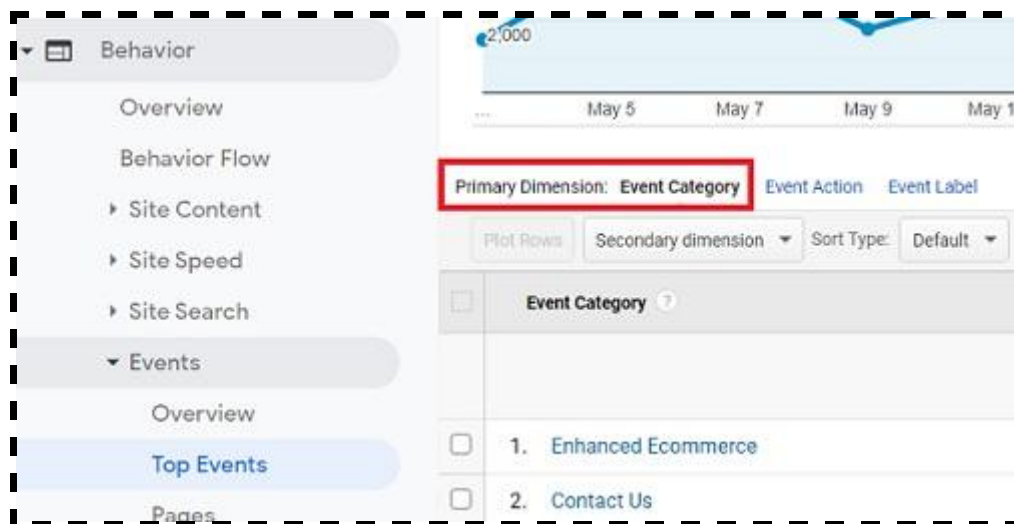 Behavior
Overview
Behavior Flow
Site Content
Site Speed
Site Search
Events
Overview
Top Events
Pages
2,000
... May 5 May 7 May 9 May 1
Primary Dimension: Event Category Event Action Event Label
Plot Rows Secondary dimension Sort Type: Default
Event Category ?
1. Enhanced Ecommerce
2. Contact Us